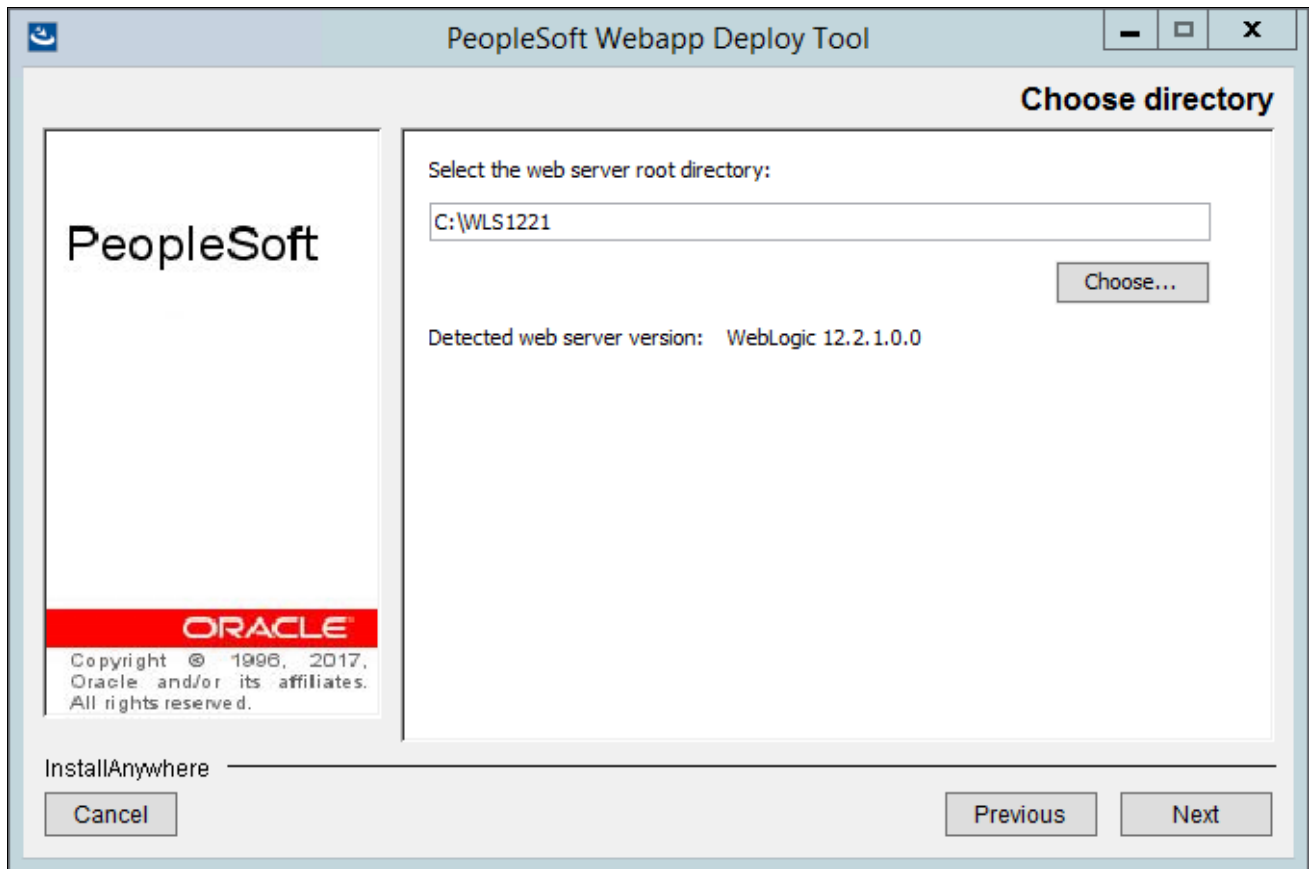 PeopleSoft Webapp Deploy Tool
Choose directory
PeopleSoft
ORACLE
Copyright © 1996, 2017,
Oracle and/or its affiliates.
All rights reserved.
Select the web server root directory:
C:\WLS1221
Choose...
Detected web server version: WebLogic 12.2.1.0.0
InstallAnywhere
Cancel
Previous
Next